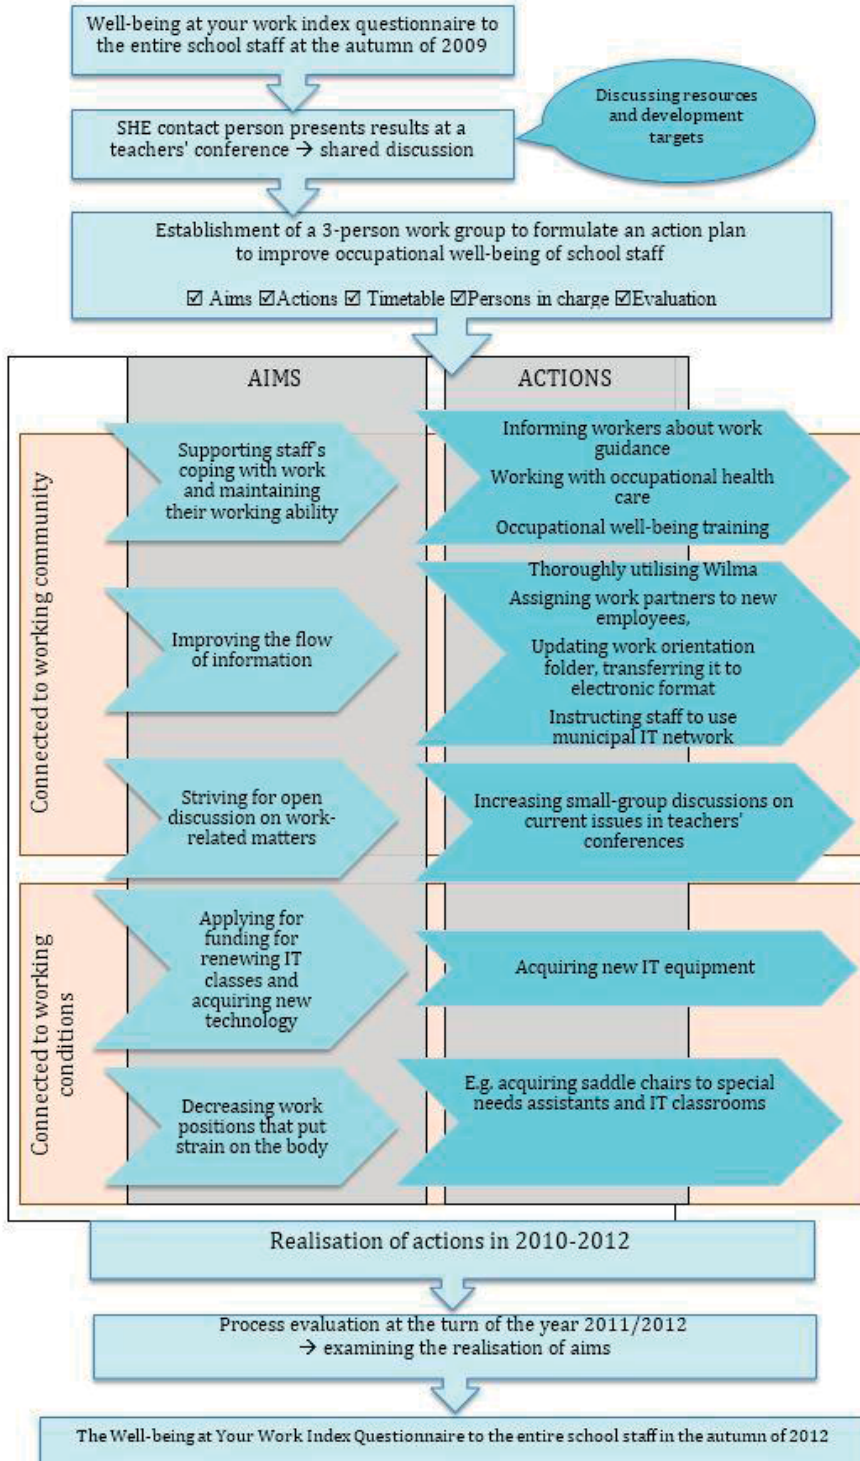 Well-being at your work index questionnaire to
the entire school staff at the autumn of 2009
SHE contact person presents results at a
teachers' conference → shared discussion
Discussing resources
and development
targets
Establishment of a 3-person work group to formulate an action plan
to improve occupational well-being of school staff
☑ Aims ☑Actions ☑ Timetable ☑Persons in charge ☑Evaluation
AIMS
ACTIONS
Connected to working community
Supporting staff's
coping with work
and maintaining
their working ability
Informing workers about work
guidance
Working with occupational health
care
Occupational well-being training
Improving the flow
of information
Thoroughly utilising Wilma
Assigning work partners to new
employees,
Updating work orientation
folder, transferring it to
electronic format
Instructing staff to use
municipal IT network
Striving for open
discussion on work-
related matters
Increasing small-group discussions on
current issues in teachers'
conferences
Connected to working
conditions
Applying for
funding for
renewing IT
classes and
acquiring new
technology
Acquiring new IT equipment
Decreasing work
positions that put
strain on the body
E.g. acquiring saddle chairs to special
needs assistants and IT classrooms
Realisation of actions in 2010-2012
Process evaluation at the turn of the year 2011/2012
→ examining the realisation of aims
The Well-being at Your Work Index Questionnaire to the entire school staff in the autumn of 2012